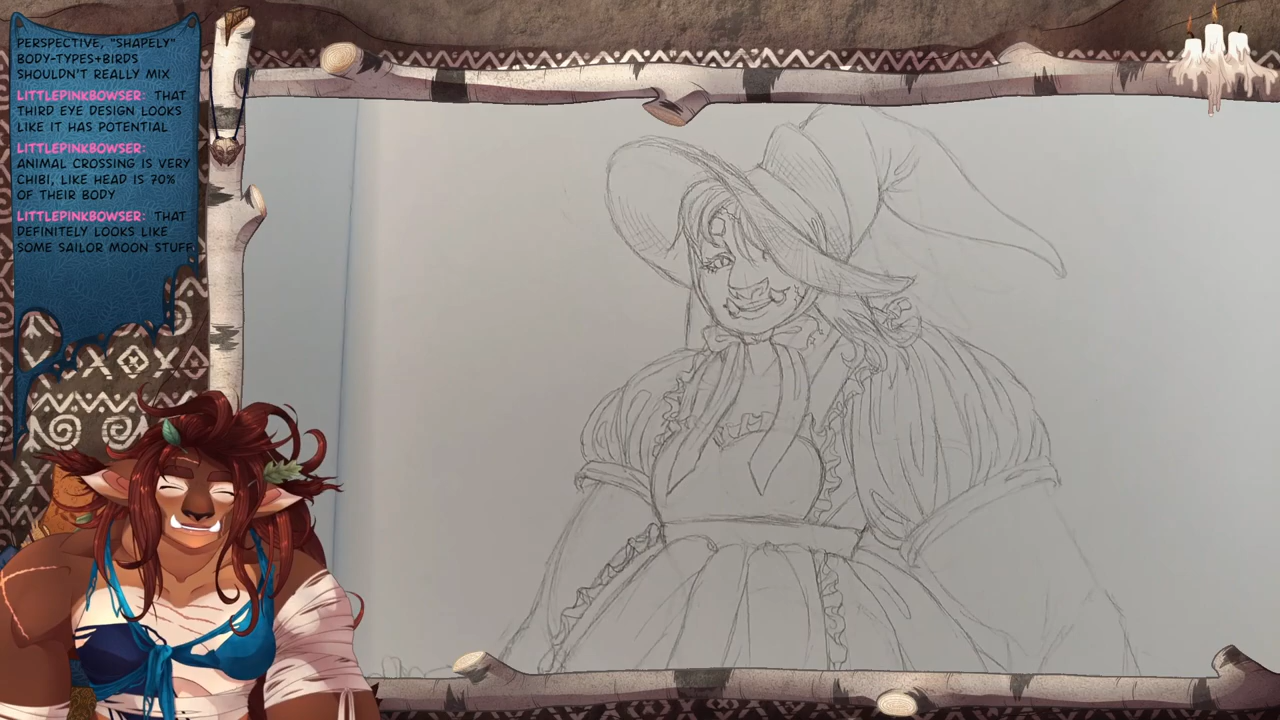 PERSPECTIVE, "SHAPELY"
BODY-TYPES+BIRDS
SHOULDN'T REALLY MIX
LITTLEPINKBOWSER: THAT
THIRD EYE DESIGN LOOKS
LIKE IT HAS POTENTIAL
LITTLEPINKBOWSER:
ANIMAL CROSSING IS VERY
CHIBI, LIKE HEAD IS 70%
OF THEIR BODY
LITTLEPINKBOWSER: THAT
DEFINITELY LOOKS LIKE
SOME SAILOR MOON STUFF